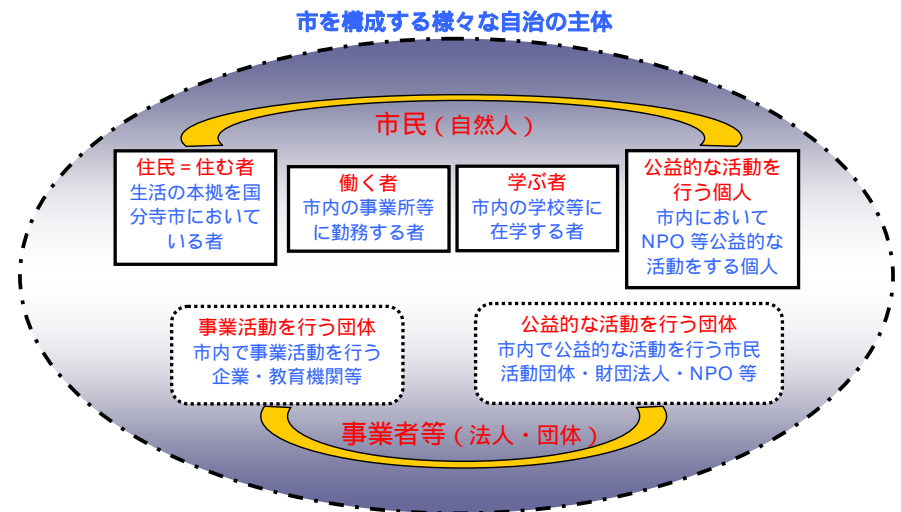 市を構成する様々な自治の主体
市民（自然人）
住民＝住む者
生活の本拠を国
分寺市において
いる者
働く者
市内の事業所等
に勤務する者
学ぶ者
市内の学校等に
在学する者
公益的な活動を
行う個人
市内において
NPO 等公益的な
活動をする個人
事業活動を行う団体
市内で事業活動を行う
企業・教育機関等
公益的な活動を行う団体
市内で公益的な活動を行う市民
活動団体・財団法人・NPO 等
事業者等（法人・団体）